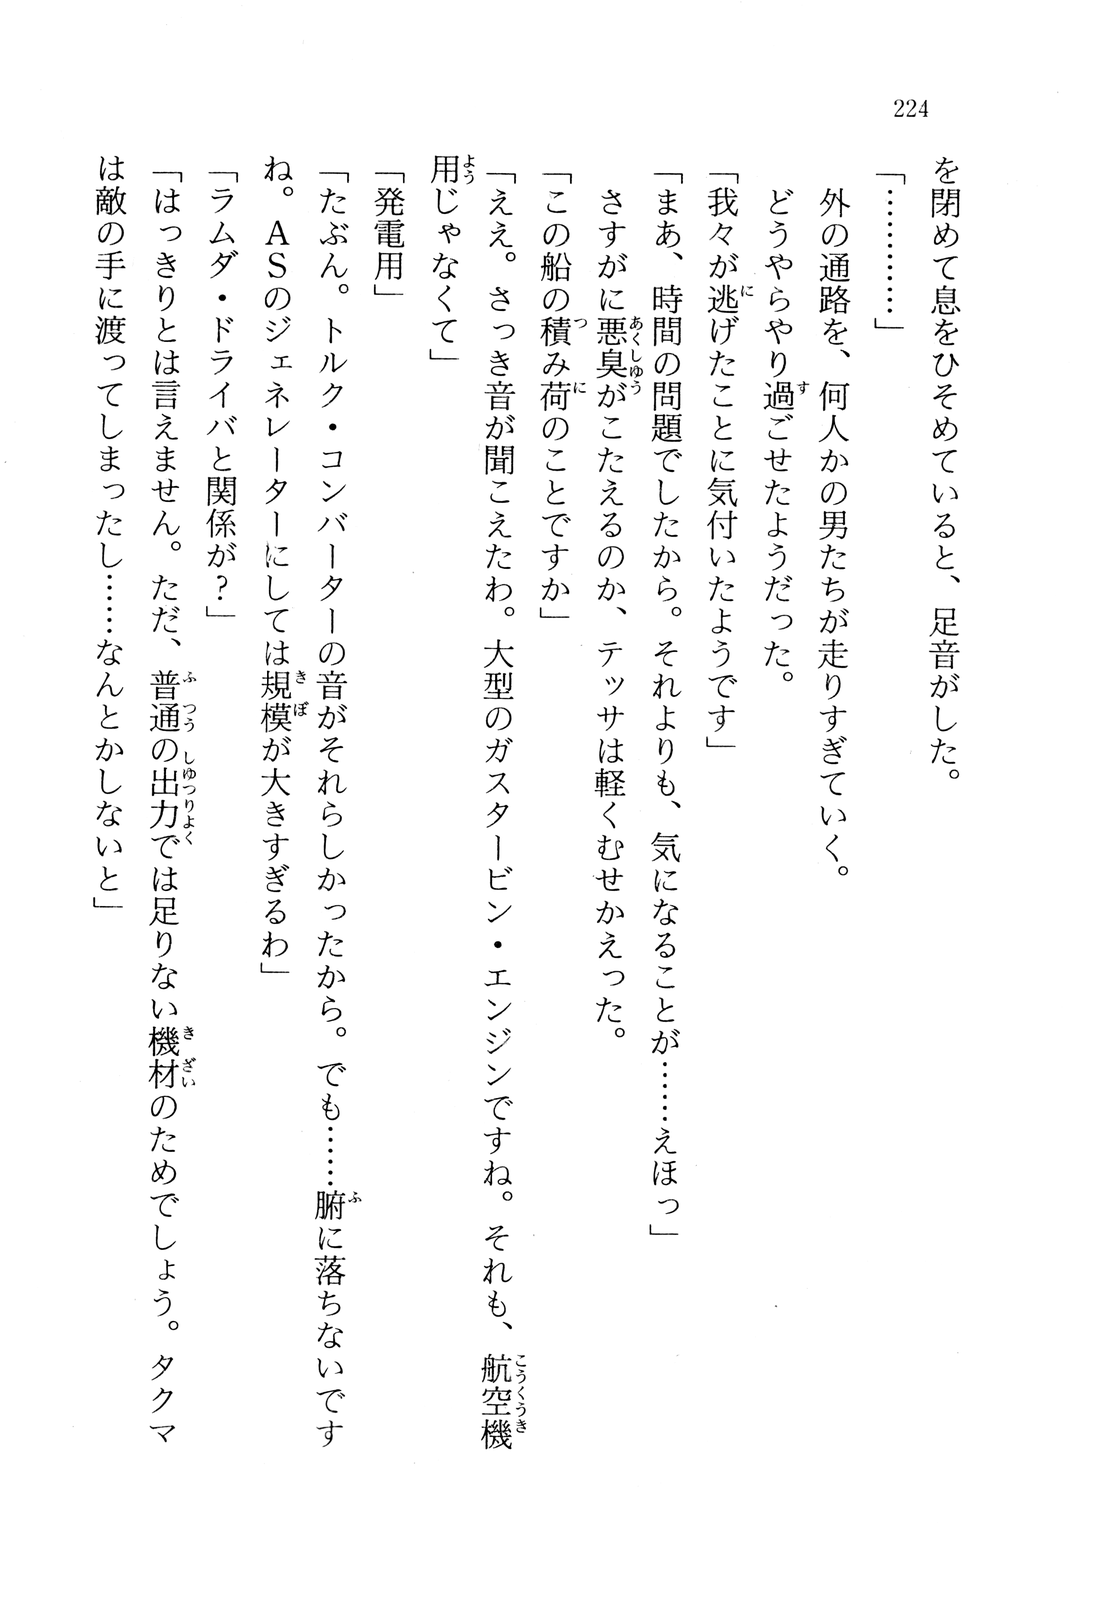 224
を閉めて息をひそめていると、足音がした。
「…………」
外の通路を、何人かの男たちが走りすぎていく。
どうやらやり過ごせたようだった。
「我々が逃げたことに気付いたようです」
「まあ、時間の問題でしたから。それよりも、気になることが……えほっ」
さすがに悪臭がこたえるのか、テッサは軽くむせかえった。
「この船の積み荷のことですか」
「ええ。さっき音が聞こえたわ。大型のガスタービン・エンジンですね。それも、航空機
用じゃなくて」
「発電用」
「たぶん。トルク・コンバーターの音がそれらしかったから。でも……腑に落ちないです
ね。ASのジェネレーターにしては規模が大きすぎるわ」
「ラムダ・ドライバと関係が?」
「はっきりとは言えません。ただ、普通の出力では足りない機材のためでしょう。タクマ
は敵の手に渡ってしまったし……なんとかしないと」